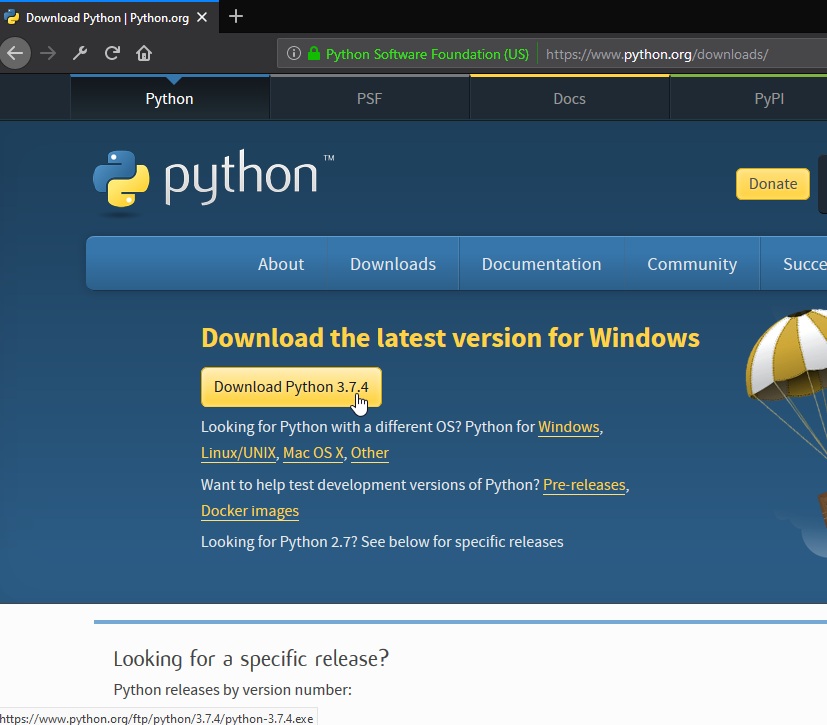 Download Python | Python.org
Python Software Foundation (US) https://www.python.org/downloads/
Python PSF Docs PyPI
python™
Donate
About Downloads Documentation Community Succe
Download the latest version for Windows
Download Python 3.7.4
Looking for Python with a different OS? Python for Windows,
Linux/UNIX, Mac OS X, Other
Want to help test development versions of Python? Pre-releases,
Docker images
Looking for Python 2.7? See below for specific releases
Looking for a specific release?
Python releases by version number:
https://www.python.org/ftp/python/3.7.4/python-3.7.4.exe